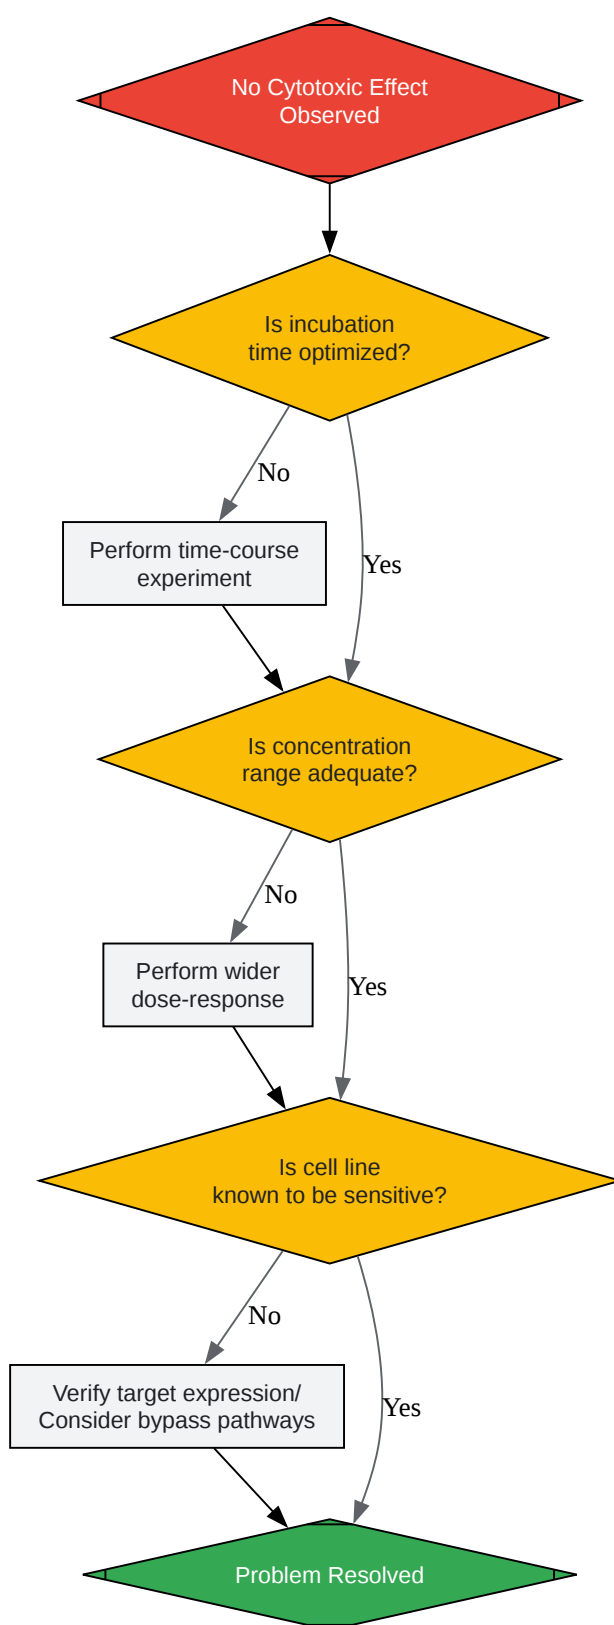 No Cytotoxic Effect
Observed
Is incubation
time optimized?
No
Perform time-course
experiment
Yes
Is concentration
range adequate?
No
Perform wider
dose-response
Yes
Is cell line
known to be sensitive?
No
Verify target expression/
Consider bypass pathways
Yes
Problem Resolved